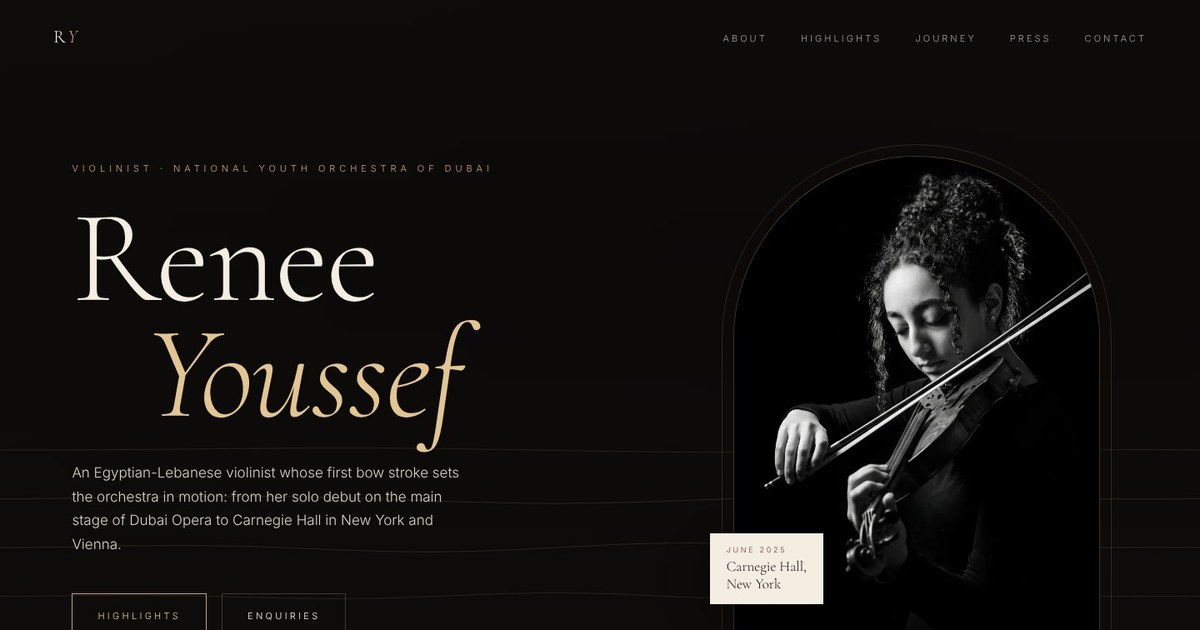 RY
ABOUT
HIGHLIGHTS
JOURNEY
PRESS
CONTACT
VIOLINIST · NATIONAL YOUTH ORCHESTRA OF DUBAI
Renee
Youssef
An Egyptian-Lebanese violinist whose first bow stroke sets
the orchestra in motion: from her solo debut on the main
stage of Dubai Opera to Carnegie Hall in New York and
Vienna.
JUNE 2025
Carnegie Hall,
New York
HIGHLIGHTS
ENQUIRIES